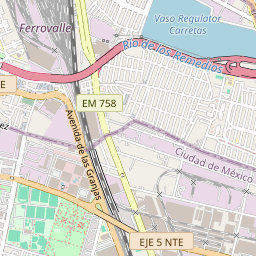 Vaso Regulator
Carretas
Ferrovalle
Río de los Remedios
E
EM 758
ez
Avenida de las Granjas
Ciudad de México
EJE 5 NTE